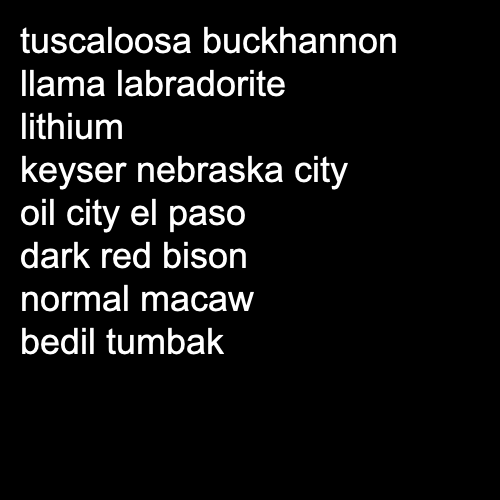 tuscaloosa buckhannon
llama labradorite
lithium
keyser nebraska city
oil city el paso
dark red bison
normal macaw
bedil tumbak